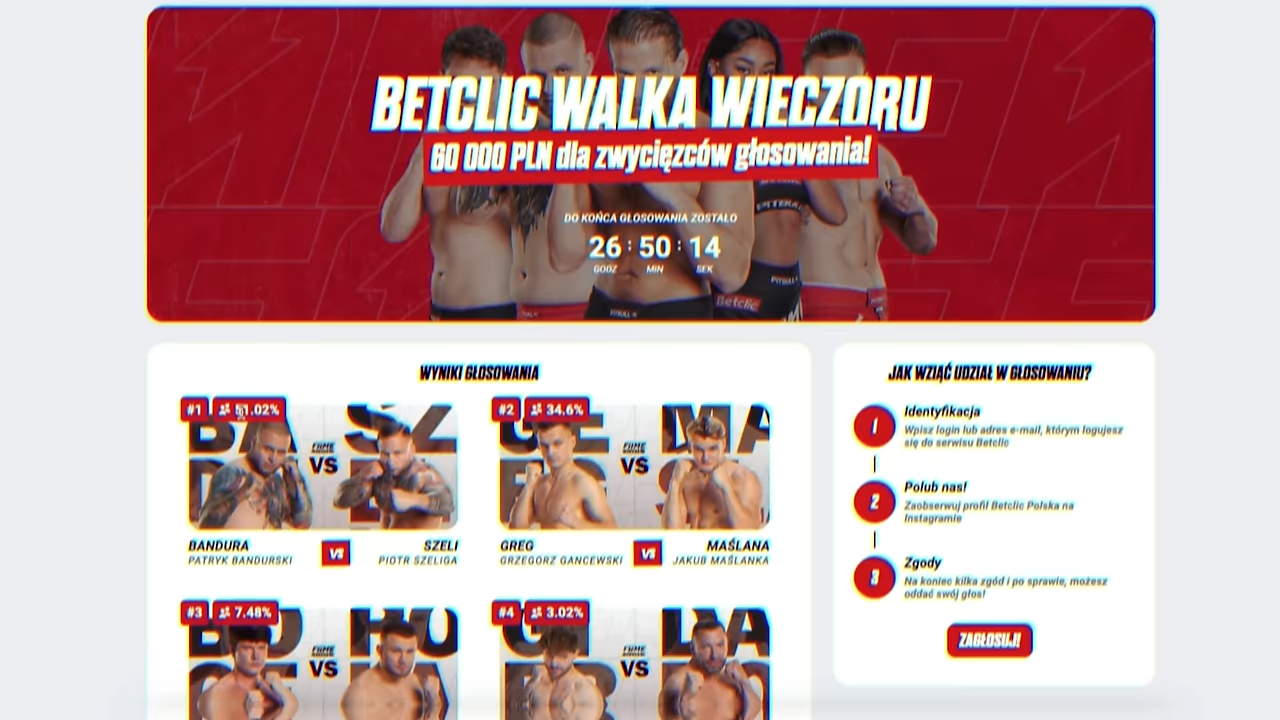 BETCLIC WALKA WIECZORU
60 000 PLN dla zwycięzców głosowania!
DO KOŃCA GŁOSOWANIA ZOSTAŁO
26 : 50 : 14
GODZ MIN SEK
Betclic
WYNIKI GŁOSOWANIA
#1 51.02%
VS
BANDURA VS SZELI
PATRYK BANDURSKI PIOTR SZELIGA
#2 34.6%
VS
GREG VS MAŚLANA
GRZEGORZ GANCEWSKI JAKUB MAŚLANKA
#3 7.48%
VS
#4 3.02%
VS
JAK WZIĄĆ UDZIAŁ W GŁOSOWANIU?
1 Identyfikacja
Wpisz login lub adres e-mail, którym logujesz
się do serwisu Betclic
2 Polub nas!
Zaobserwuj profil Betclic Polska na
Instagramie
3 Zgody
Na koniec kilka zgód i po sprawie, możesz
oddać swój głos!
ZAGŁOSUJ!